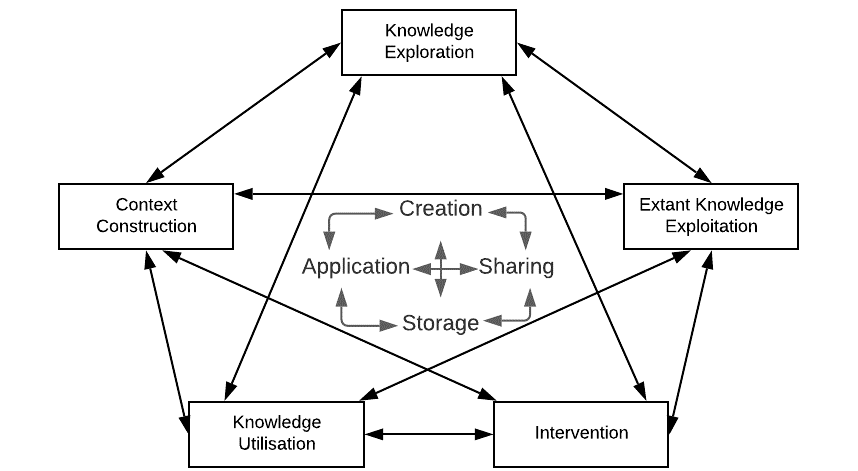 Knowledge
Exploration
Context
Construction
Extant Knowledge
Exploitation
Creation
Application
Sharing
Storage
Knowledge
Utilisation
Intervention